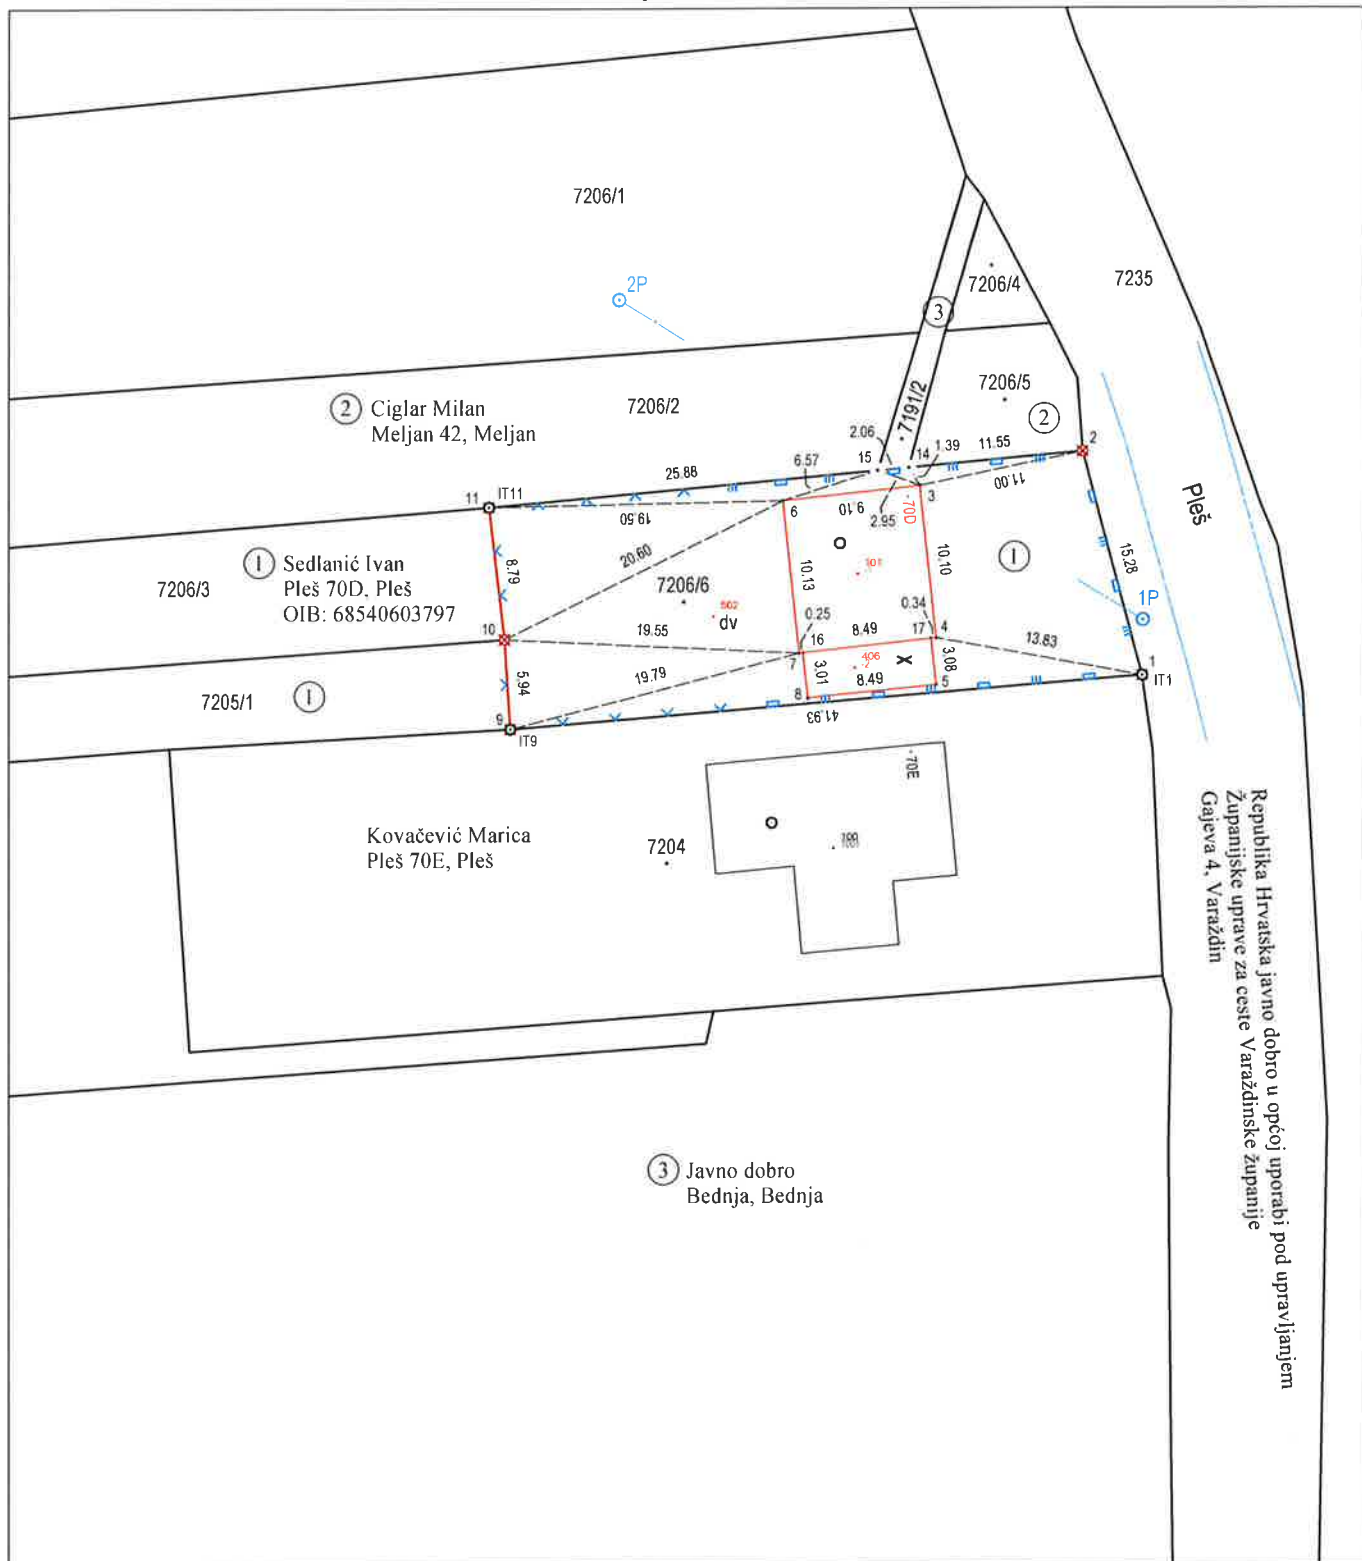 7206/1
2P
7206/4
7235
3
7206/5
2
2
2 Ciglar Milan
Meljan 42, Meljan
7206/2
7191/2
2.06
15
14
1.39
11.55
6.57
25.88
11
IT11
19.50
6
9.10
2.95
70D
3
11.00
Pleš
15.28
1 Sedlanić Ivan
Pleš 70D, Pleš
OIB: 68540603797
7206/3
8.79
20.60
7206/6
502
dv
10.13
101
10.10
1
1P
10
19.55
0.25
16
8.49
0.34
17
4
13.83
1
IT1
7205/1
1
5.94
19.79
7
3.01
406
2
3.08
8
8.49
5
9
IT9
41.93
70E
Kovačević Marica
Pleš 70E, Pleš
7204
Republika Hrvatska javno dobro u općoj uporabi pod upravljanjem
Županijske uprave za ceste Varaždinske županije
Gajeva 4, Varaždin
3 Javno dobro
Bednja, Bednja